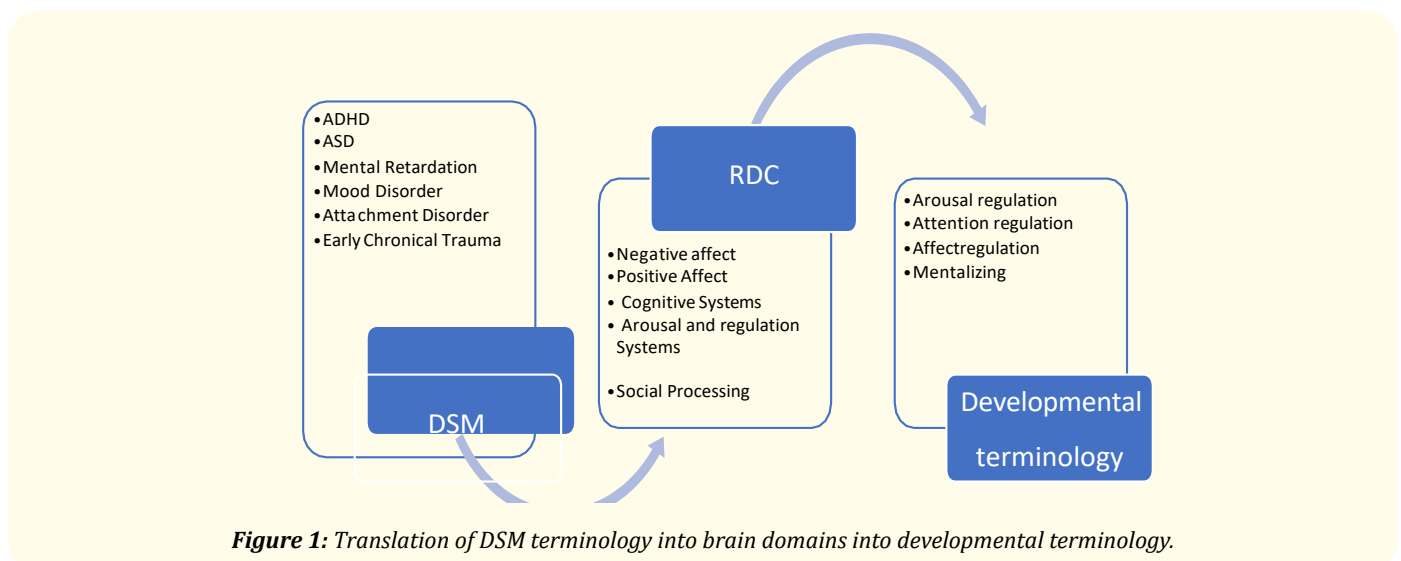 •ADHD
•ASD
•Mental Retardation
•Mood Disorder
•Attachment Disorder
•Early Chronical Trauma
DSM
RDC
•Negative affect
•Positive Affect
• Cognitive Systems
• Arousal and regulation
Systems
•Social Processing
•Arousal regulation
•Attention regulation
•Affectregulation
•Mentalizing
Developmental
terminology
Figure 1: Translation of DSM terminology into brain domains into developmental terminology.